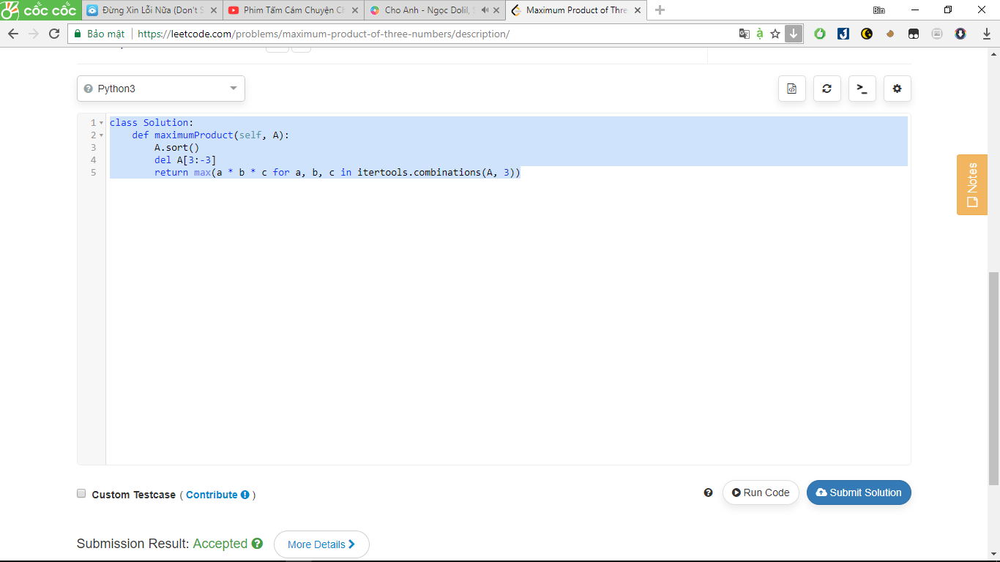 cốc cốc
Đừng Xin Lỗi Nữa (Don't S
Phim Tấm Cám Chuyện Ch
Cho Anh - Ngọc Dolil, S
Maximum Product of Thre
Bin
Bảo mật https://leetcode.com/problems/maximum-product-of-three-numbers/description/
Python3
1 class Solution:
2 def maximumProduct(self, A):
3 A.sort()
4 del A[3:-3]
5 return max(a * b * c for a, b, c in itertools.combinations(A, 3))
Notes
Custom Testcase ( Contribute )
Run Code
Submit Solution
Submission Result: Accepted
More Details